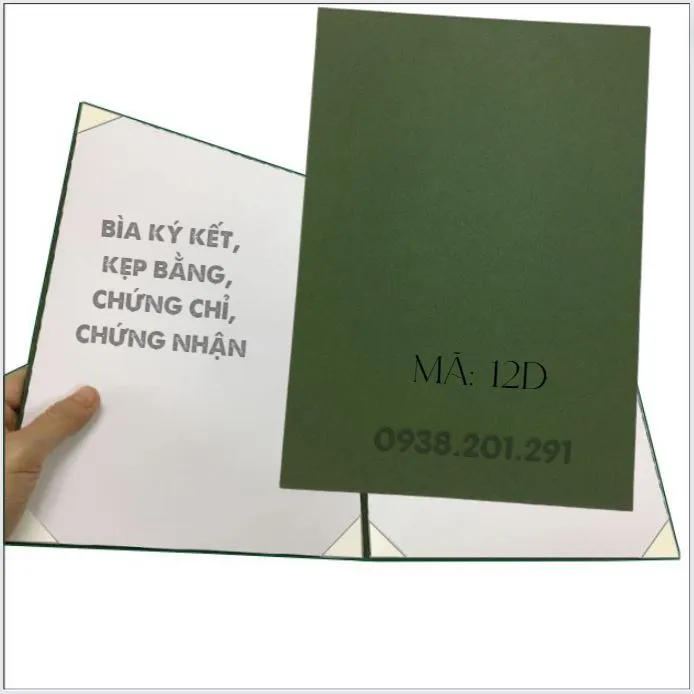 BÌA KÝ KẾT,
KẸP BẰNG,
CHỨNG CHỈ,
CHỨNG NHẬN
MÃ: 12D
0938.201.291